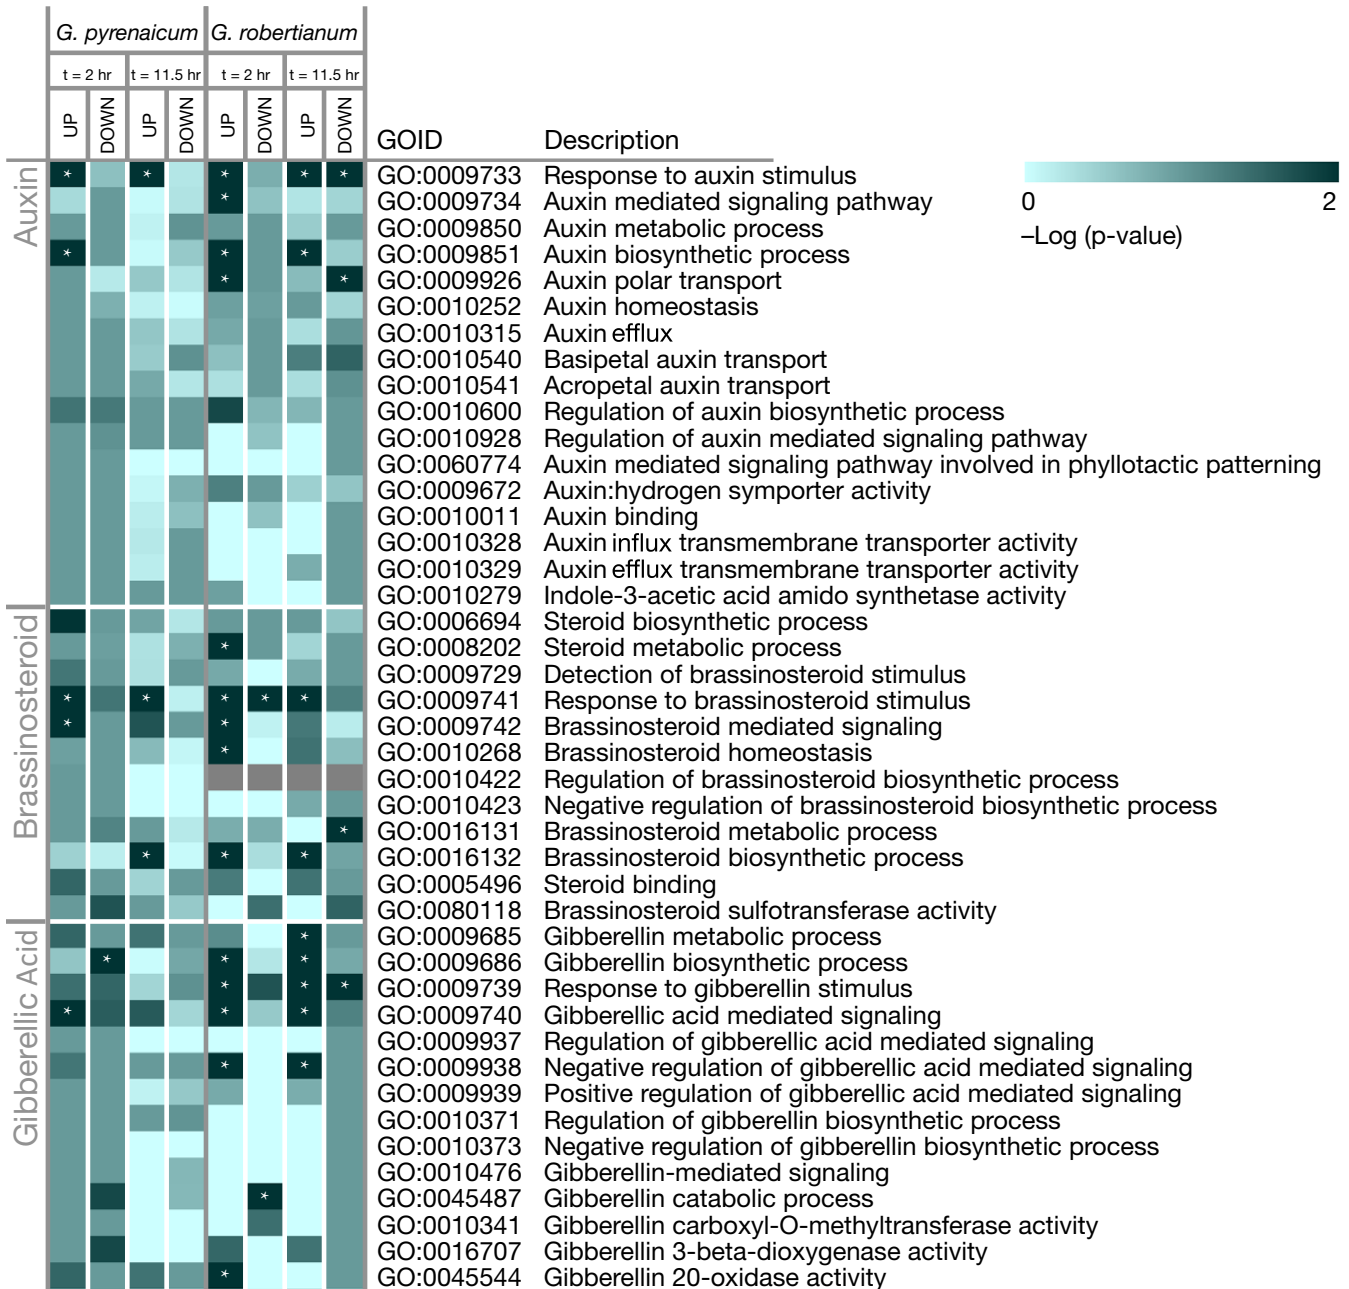 G. pyrenaicum G. robertianum
t = 2 hr t = 11.5 hr t = 2 hr t = 11.5 hr
UP DOWN UP DOWN UP DOWN UP DOWN
GOID Description
0 2
–Log (p-value)
Auxin
GO:0009733 Response to auxin stimulus
GO:0009734 Auxin mediated signaling pathway
GO:0009850 Auxin metabolic process
GO:0009851 Auxin biosynthetic process
GO:0009926 Auxin polar transport
GO:0010252 Auxin homeostasis
GO:0010315 Auxin efflux
GO:0010540 Basipetal auxin transport
GO:0010541 Acropetal auxin transport
GO:0010600 Regulation of auxin biosynthetic process
GO:0010928 Regulation of auxin mediated signaling pathway
GO:0060774 Auxin mediated signaling pathway involved in phyllotactic patterning
GO:0009672 Auxin:hydrogen symporter activity
GO:0010011 Auxin binding
GO:0010328 Auxin influx transmembrane transporter activity
GO:0010329 Auxin efflux transmembrane transporter activity
GO:0010279 Indole-3-acetic acid amido synthetase activity
Brassinosteroid
GO:0006694 Steroid biosynthetic process
GO:0008202 Steroid metabolic process
GO:0009729 Detection of brassinosteroid stimulus
GO:0009741 Response to brassinosteroid stimulus
GO:0009742 Brassinosteroid mediated signaling
GO:0010268 Brassinosteroid homeostasis
GO:0010422 Regulation of brassinosteroid biosynthetic process
GO:0010423 Negative regulation of brassinosteroid biosynthetic process
GO:0016131 Brassinosteroid metabolic process
GO:0016132 Brassinosteroid biosynthetic process
GO:0005496 Steroid binding
GO:0080118 Brassinosteroid sulfotransferase activity
Gibberellic Acid
GO:0009685 Gibberellin metabolic process
GO:0009686 Gibberellin biosynthetic process
GO:0009739 Response to gibberellin stimulus
GO:0009740 Gibberellic acid mediated signaling
GO:0009937 Regulation of gibberellic acid mediated signaling
GO:0009938 Negative regulation of gibberellic acid mediated signaling
GO:0009939 Positive regulation of gibberellic acid mediated signaling
GO:0010371 Regulation of gibberellin biosynthetic process
GO:0010373 Negative regulation of gibberellin biosynthetic process
GO:0010476 Gibberellin-mediated signaling
GO:0045487 Gibberellin catabolic process
GO:0010341 Gibberellin carboxyl-O-methyltransferase activity
GO:0016707 Gibberellin 3-beta-dioxygenase activity
GO:0045544 Gibberellin 20-oxidase activity